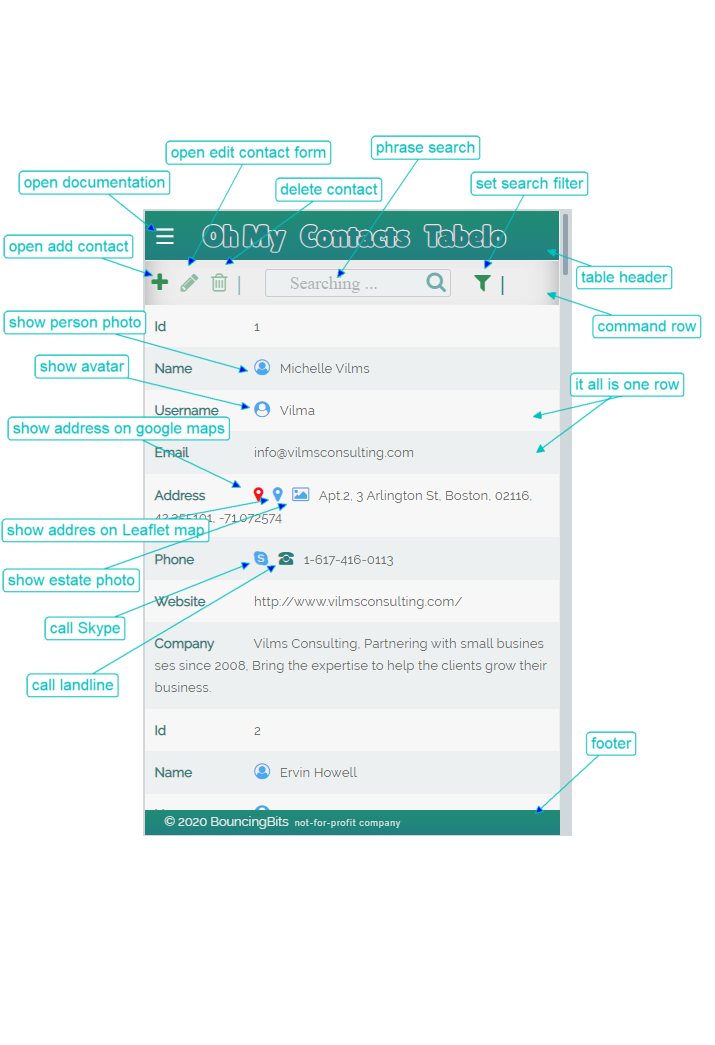 phrase search
open edit contact form
open documentation
delete contact
set search filter
Oh My Contacts Tabelo
open add contact
table header
Searching ...
command row
show person photo
Id 1
Name Michelle Vilms
show avatar
it all is one row
Username Vilma
show address on google maps
Email info@vilmsconsulting.com
Address Apt.2, 3 Arlington St, Boston, 02116,
-71.072574
show addres on Leaflet map
Phone 1-617-416-0113
show estate photo
Website http://www.vilmsconsulting.com/
call Skype
Company Vilms Consulting, Partnering with small busines
ses since 2008, Bring the expertise to help the clients grow their
business.
call landline
Id 2
footer
Name Ervin Howell
© 2020 BouncingBits not-for-profit company